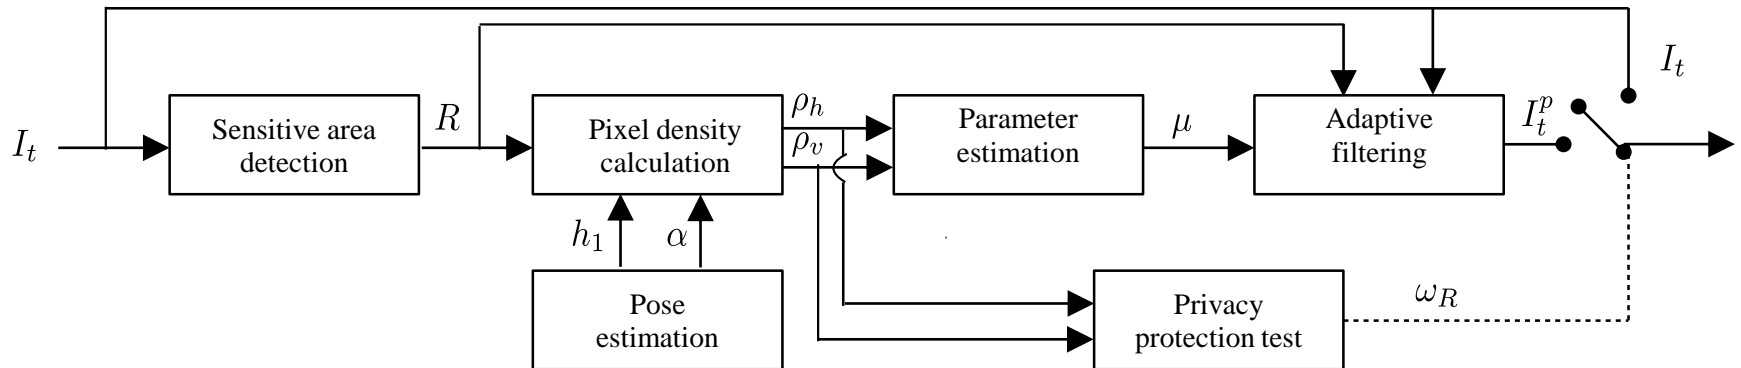 I_t
Sensitive area
detection
R
Pixel density
calculation
ρ_h
ρ_v
Parameter
estimation
μ
Adaptive
filtering
I_t^p
I_t
h_1
α
Pose
estimation
Privacy
protection test
ω_R